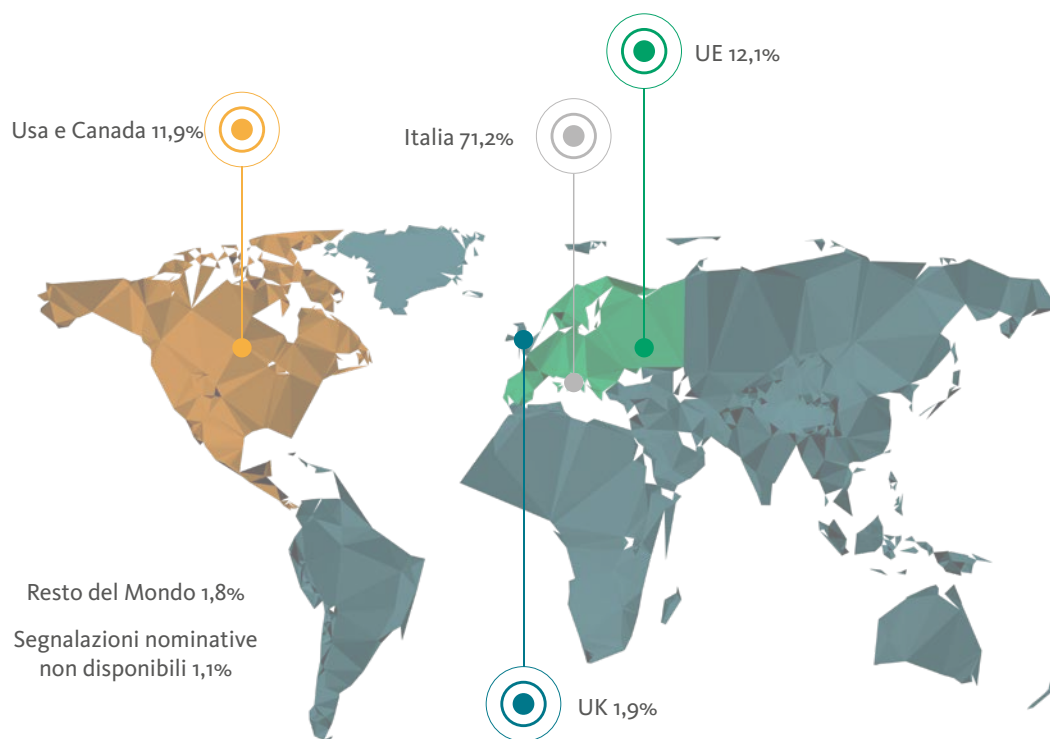 UE 12,1%
Usa e Canada 11,9%
Italia 71,2%
Resto del Mondo 1,8%
Segnalazioni nominative
non disponibili 1,1%
UK 1,9%